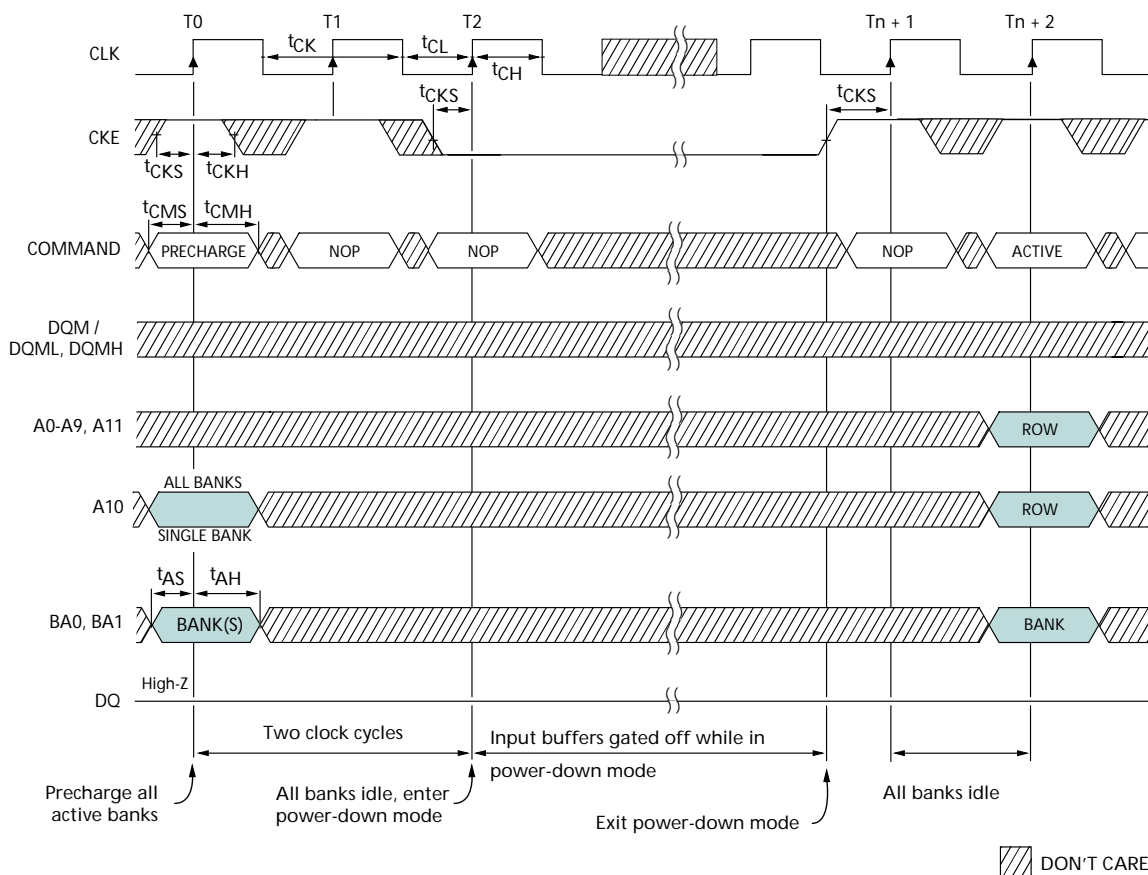 T0 T1 T2 Tn + 1 Tn + 2
CLK tCK tCL tCH
tCKS tCKS
CKE
tCKS tCKH
tCMS tCMH
COMMAND PRECHARGE NOP NOP NOP ACTIVE
DQM /
DQML, DQMH
A0-A9, A11 ROW
ALL BANKS
A10 ROW
SINGLE BANK
tAS tAH
BA0, BA1 BANK(S) BANK
High-Z
DQ
Two clock cycles
Input buffers gated off while in
power-down mode
Precharge all
active banks
All banks idle, enter
power-down mode
Exit power-down mode
All banks idle
DON'T CARE